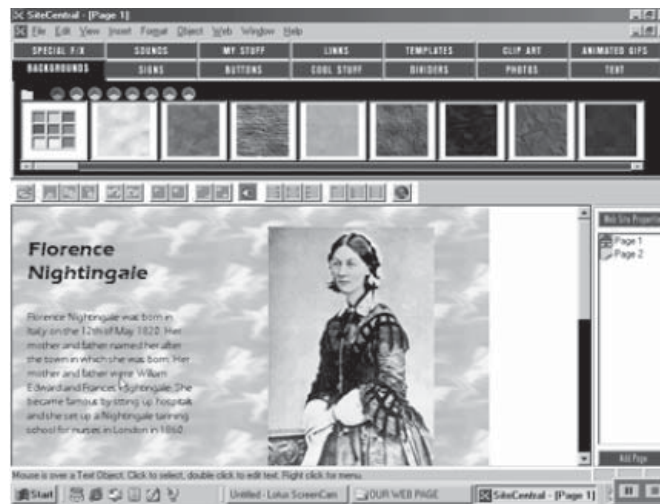 SiteCentral - [Page 1]
File Edit View Insert Format Object Web Window Help
SPECIAL F/X SOUNDS MY STUFF LINKS TEMPLATES CLIP ART ANIMATED GIFS
BACKGROUNDS SIGNS BUTTONS COOL STUFF DIVIDERS PHOTOS TEXT
Web Site Properties
Page 1
Page 2
Florence
Nightingale
Florence Nightingale was born in
Italy on the 12th of May 1820. Her
mother and father named her after
the town in which she was born. Her
mother and father were
Edward and Frances Nightingale. She
became famous by up hospitals
and she set up a Nightingale
school for nurses in London in 1860.
Add Page
Mouse is over a Text Object. Click to select, double click to edit text. Right click for menu.
Start Untitled - Lotus ScreenCam OUR WEB PAGE SiteCentral - [Page 1]